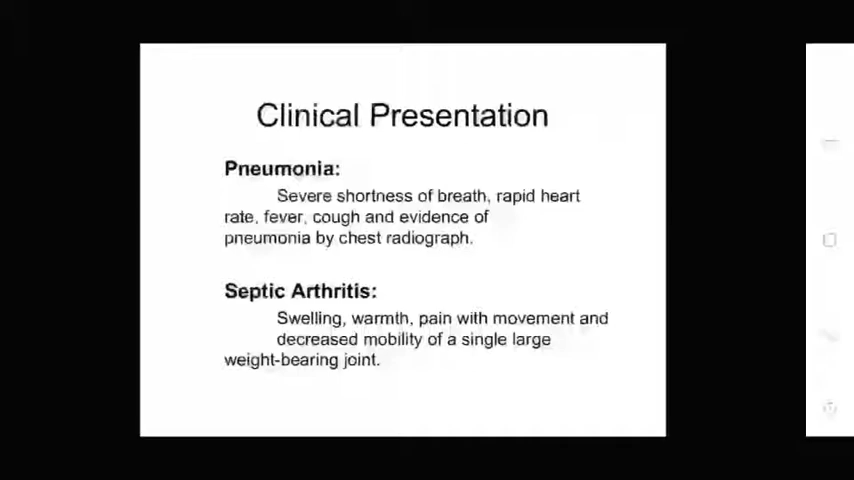 Clinical Presentation
Pneumonia:
Severe shortness of breath, rapid heart
rate, fever, cough and evidence of
pneumonia by chest radiograph.
Septic Arthritis:
Swelling, warmth, pain with movement and
decreased mobility of a single large
weight-bearing joint.